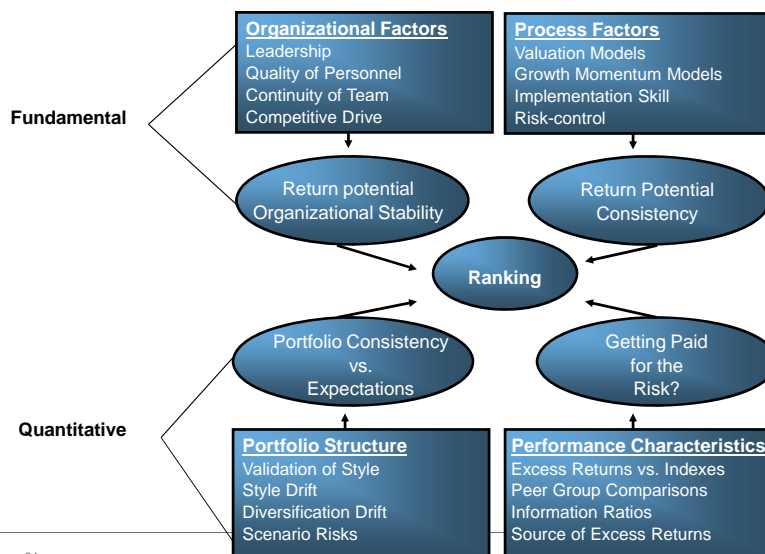 Organizational Factors
Leadership
Quality of Personnel
Continuity of Team
Competitive Drive
Process Factors
Valuation Models
Growth Momentum Models
Implementation Skill
Risk-control
Fundamental
Return potential
Organizational Stability
Return Potential
Consistency
Ranking
Portfolio Consistency
vs.
Expectations
Getting Paid
for the
Risk?
Quantitative
Portfolio Structure
Validation of Style
Style Drift
Diversification Drift
Scenario Risks
Performance Characteristics
Excess Returns vs. Indexes
Peer Group Comparisons
Information Ratios
Source of Excess Returns